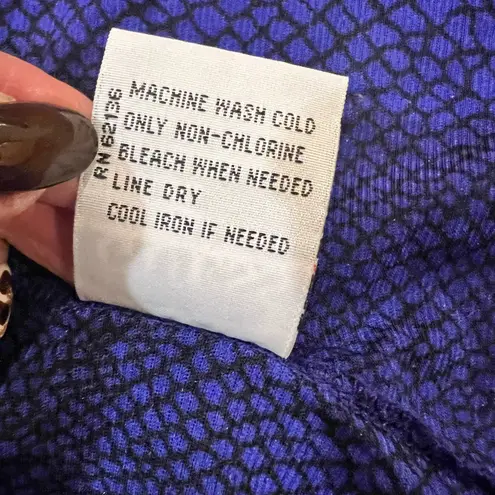 MACHINE WASH COLD
ONLY NON-CHLORINE
BLEACH WHEN NEEDED
LINE DRY
COOL IRON IF NEEDED
RN 62136